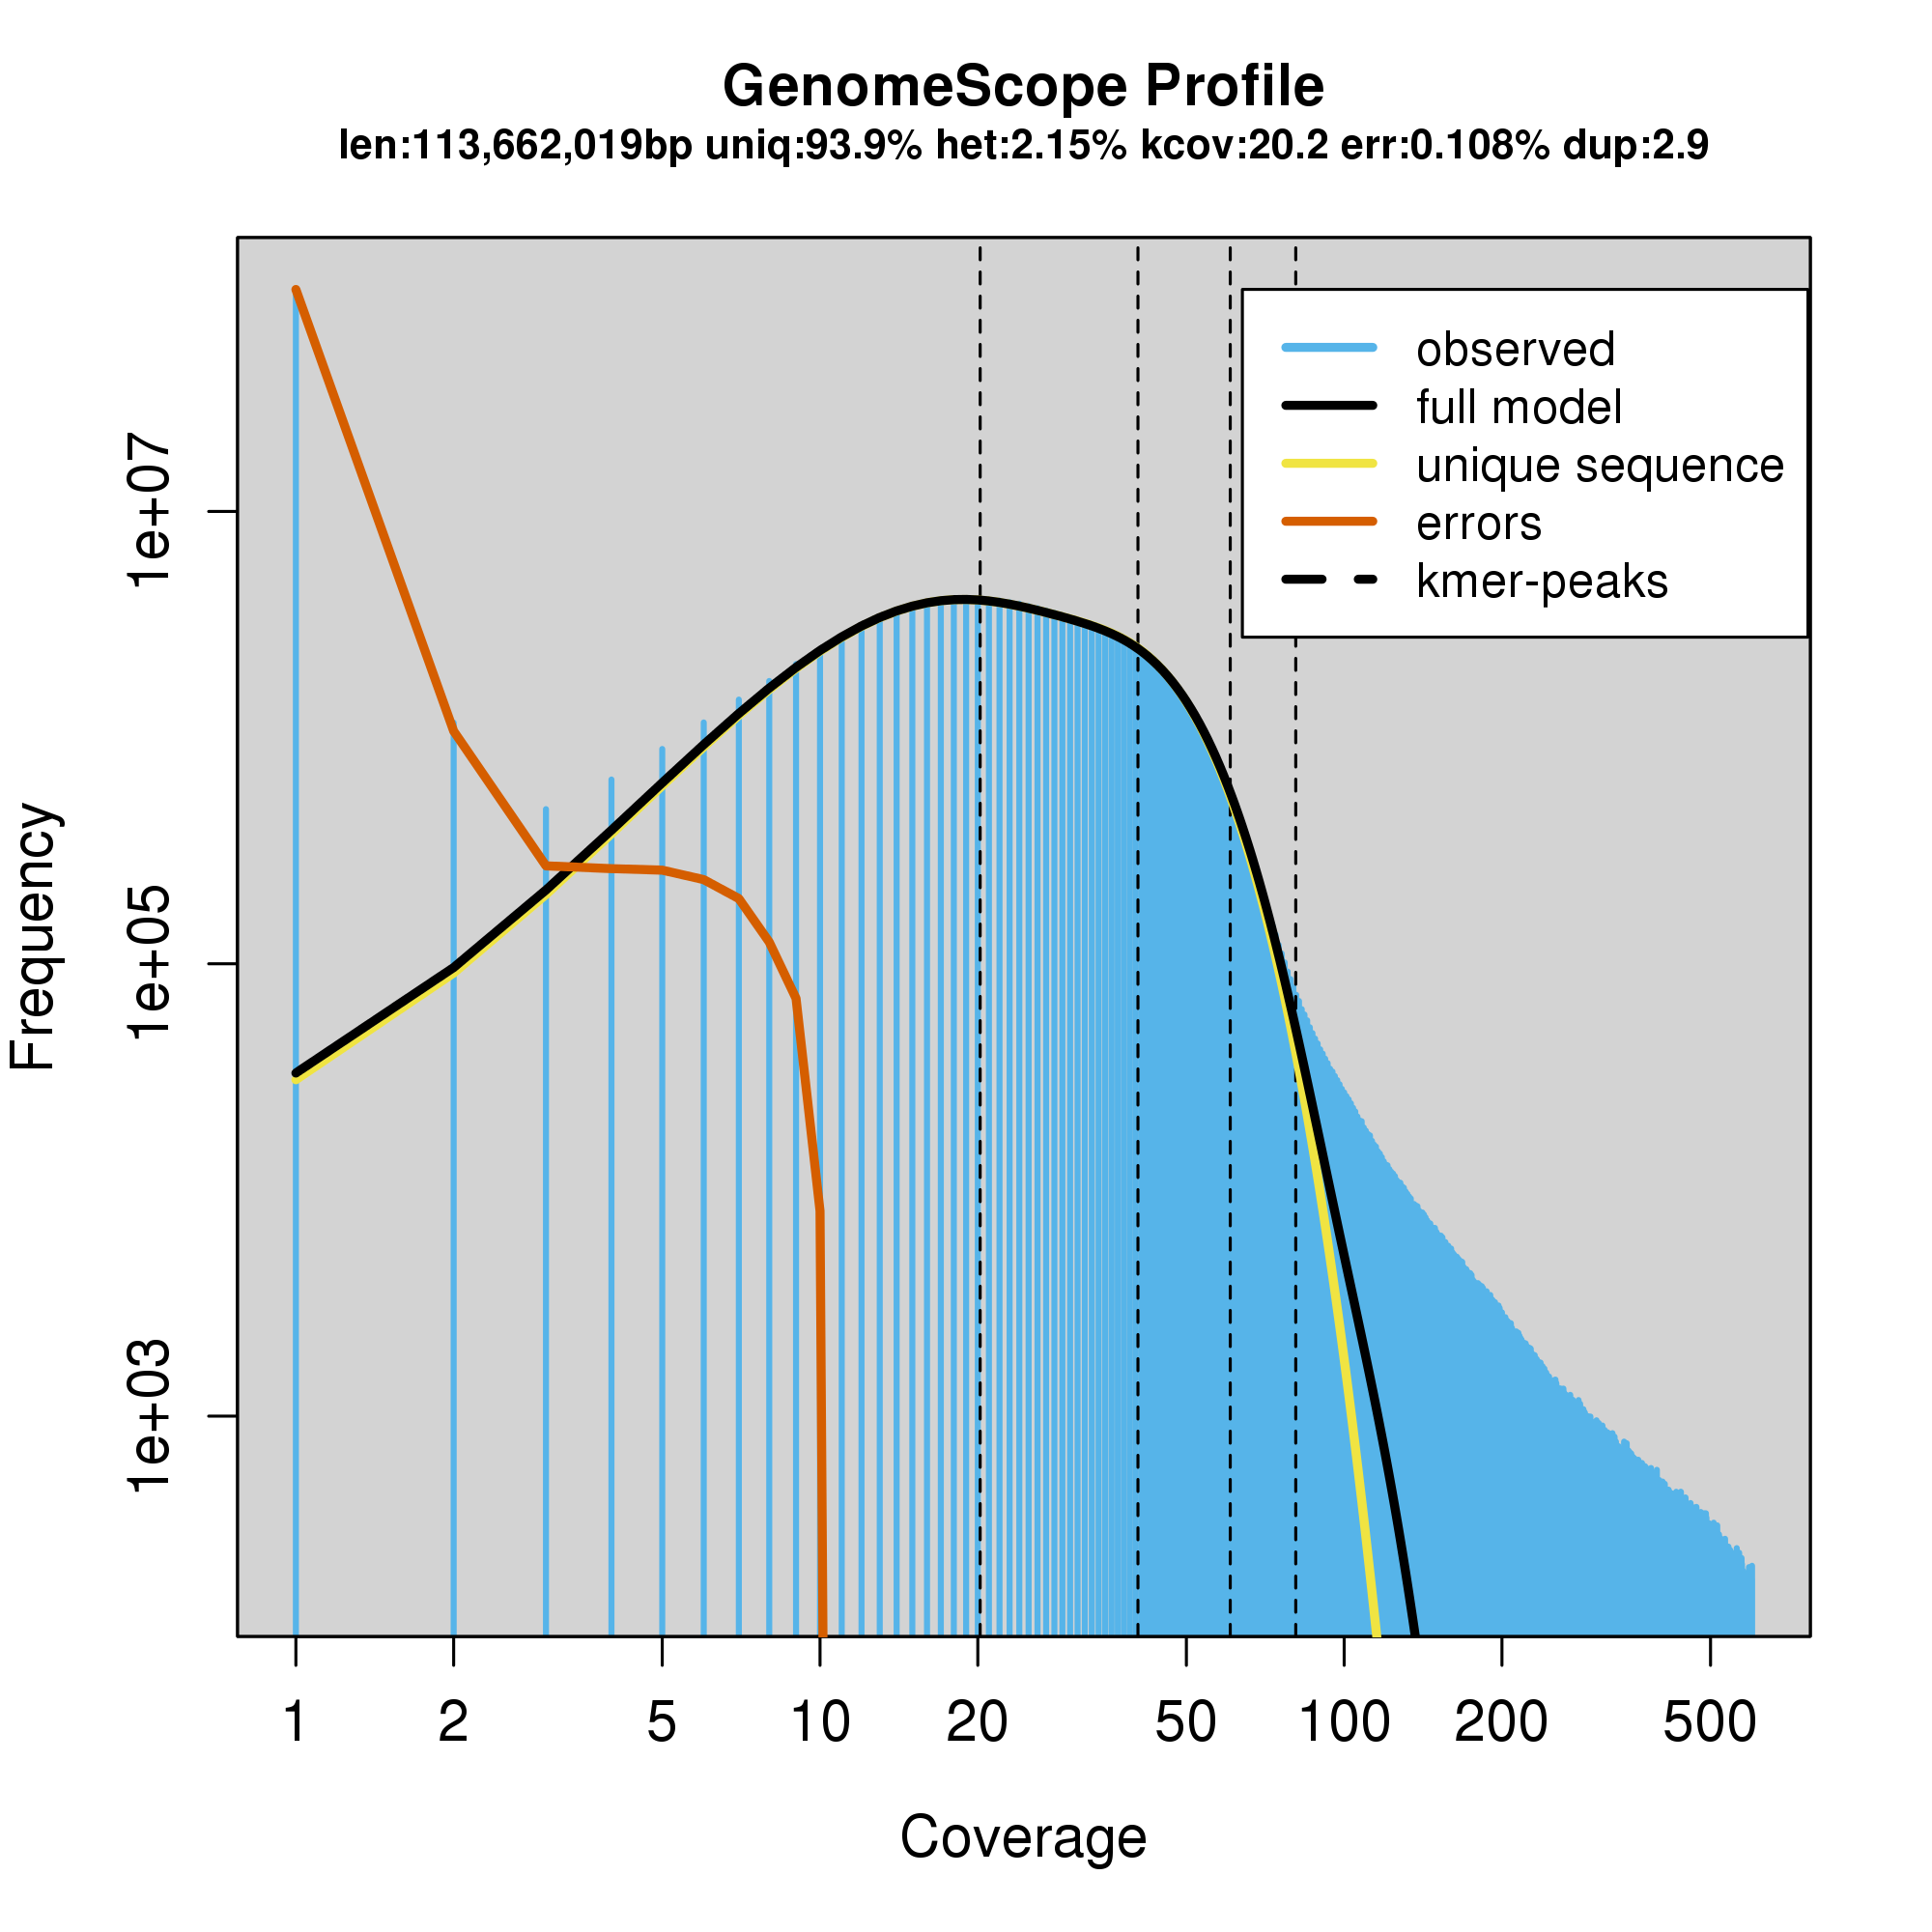 GenomeScope Profile
len:113,662,019bp uniq:93.9% het:2.15% kcov:20.2 err:0.108% dup:2.9
observed
full model
unique sequence
errors
kmer-peaks
Frequency
1e+07
1e+05
1e+03
1 2 5 10 20 50 100 200 500
Coverage